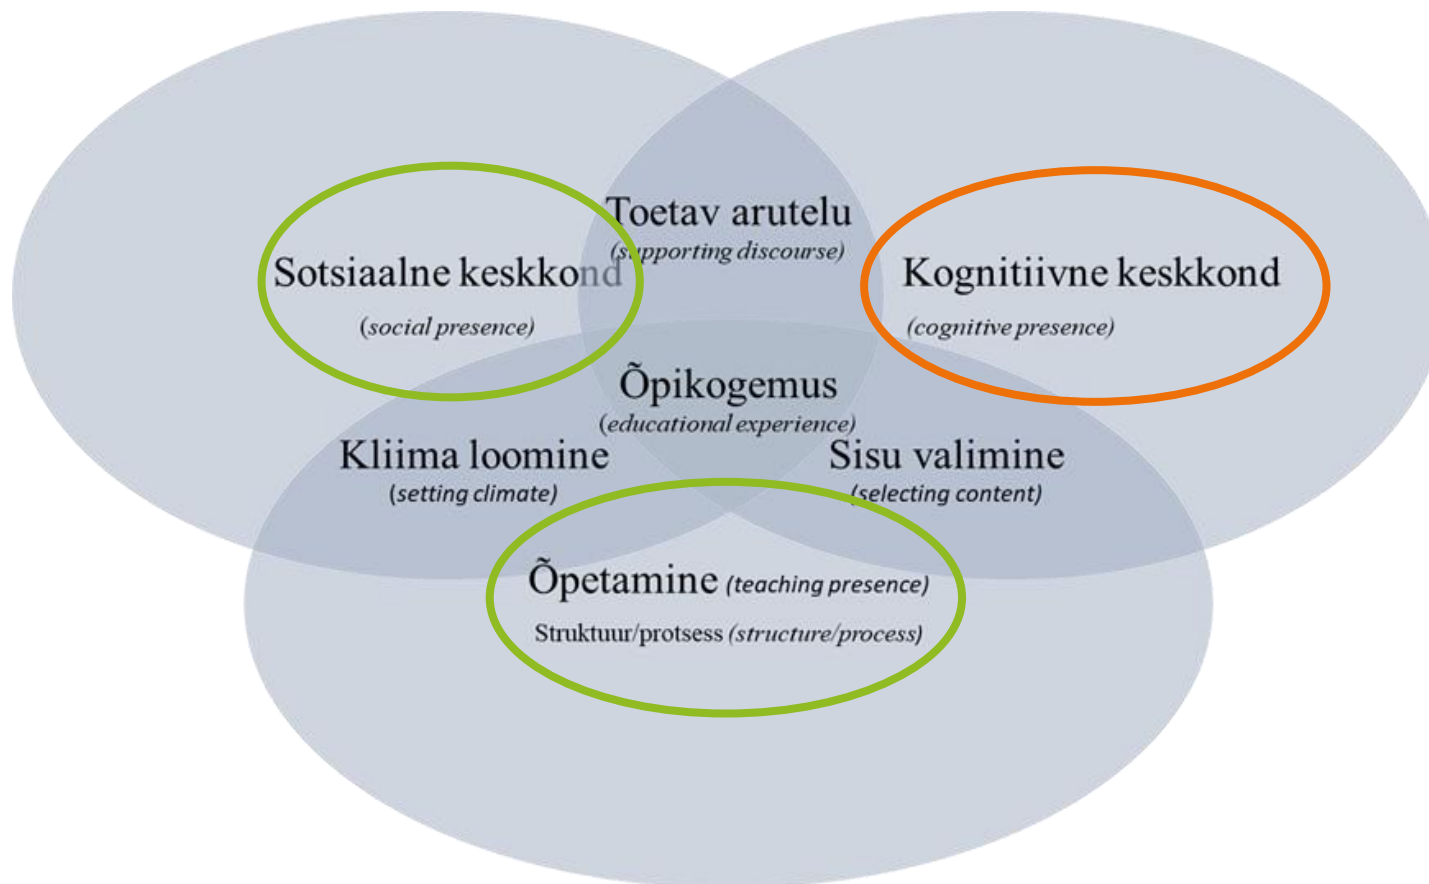 Toetav arutelu
(supporting discourse)
Sotsiaalne keskkond
(social presence)
Kognitiivne keskkond
(cognitive presence)
Õpikogemus
(educational experience)
Kliima loomine
(setting climate)
Sisu valimine
(selecting content)
Õpetamine (teaching presence)
Struktuur/protsess (structure/process)